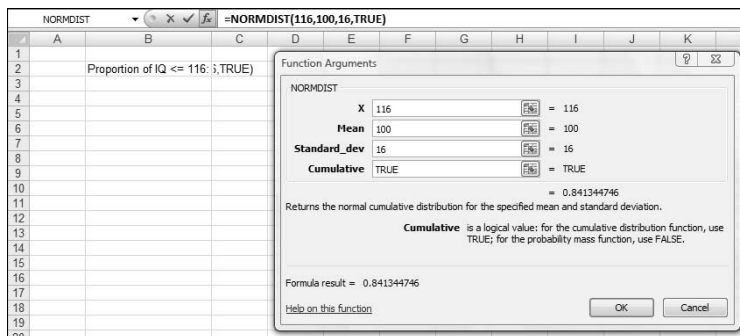 NORMDIST =NORMDIST(116,100,16,TRUE)
A B C D E F G H I J K
1
2 Proportion of IQ <= 116: 5,TRUE)
3
4
5
6
7
8
9
10
11
12
13
14
15
16
17
18
19
20
Function Arguments
NORMDIST
X 116 = 116
Mean 100 = 100
Standard_dev 16 = 16
Cumulative TRUE = TRUE
= 0.841344746
Returns the normal cumulative distribution for the specified mean and standard deviation.
Cumulative is a logical value: for the cumulative distribution function, use
TRUE; for the probability mass function, use FALSE.
Formula result = 0.841344746
Help on this function OK Cancel